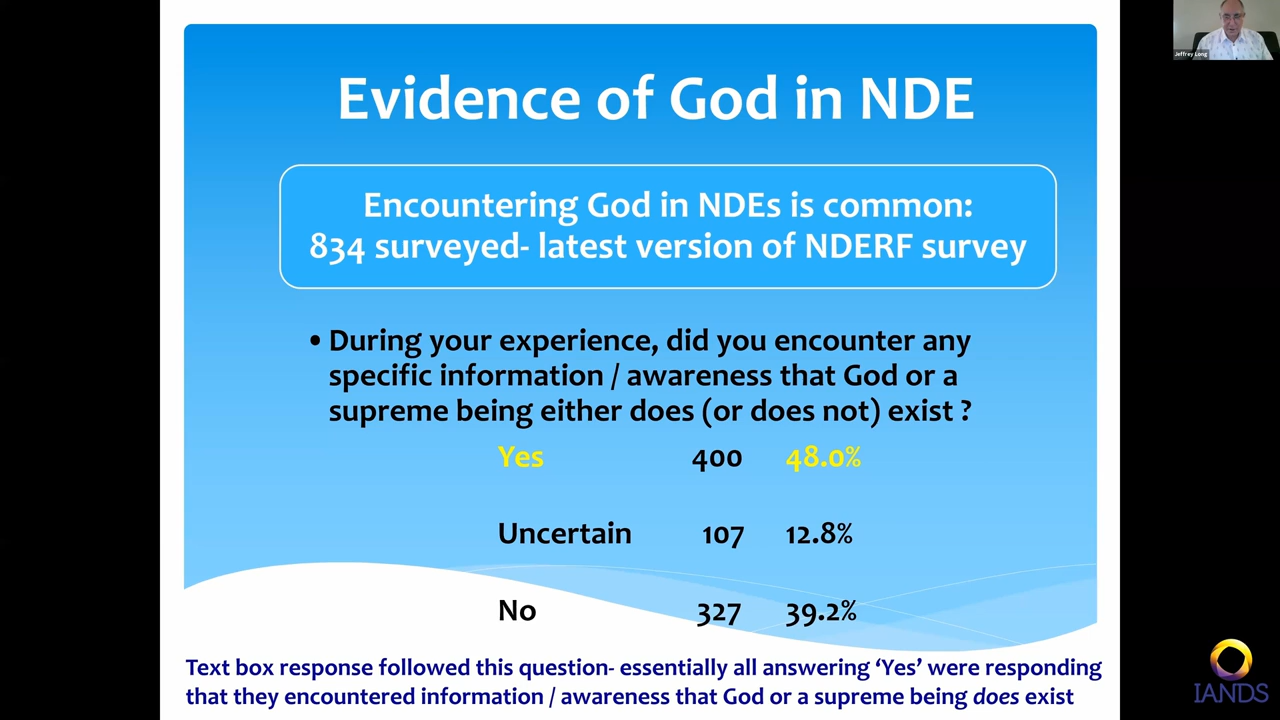 Jeffrey Long
Evidence of God in NDE
Encountering God in NDEs is common:
834 surveyed- latest version of NDERF survey
• During your experience, did you encounter any
specific information / awareness that God or a
supreme being either does (or does not) exist ?
Yes 400 48.0%
Uncertain 107 12.8%
No 327 39.2%
Text box response followed this question- essentially all answering ‘Yes’ were responding
that they encountered information / awareness that God or a supreme being does exist
IANDS